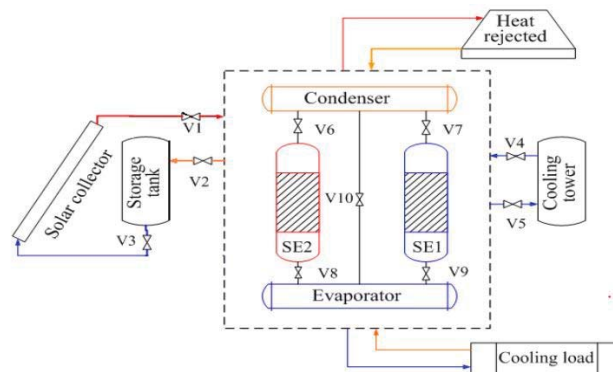 Heat
rejected
Condenser
V1
V6
V7
V4
Solar collector
Storage
tank
V2
V10
Cooling
tower
V5
V3
SE2
SE1
V8
V9
Evaporator
Cooling load